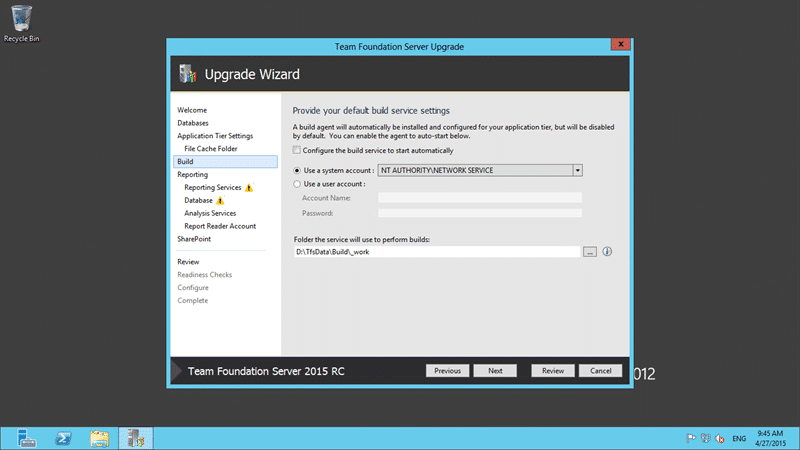 Recycle Bin
Team Foundation Server Upgrade
x
Upgrade Wizard
Welcome
Databases
Application Tier Settings
File Cache Folder
Build
Reporting
Reporting Services
Database
Analysis Services
Report Reader Account
SharePoint
Review
Readiness Checks
Configure
Complete
Provide your default build service settings
A build agent will automatically be installed and configured for your application tier, but will be disabled
by default. You can enable the agent to auto-start below.
Configure the build service to start automatically
Use a system account : NT AUTHORITY\NETWORK SERVICE
Use a user account :
Account Name:
Password:
Folder the service will use to perform builds:
D:\TfsData\Build\_work ...
Team Foundation Server 2015 RC Previous Next Review Cancel
012
ENG
9:45 AM
4/27/2015